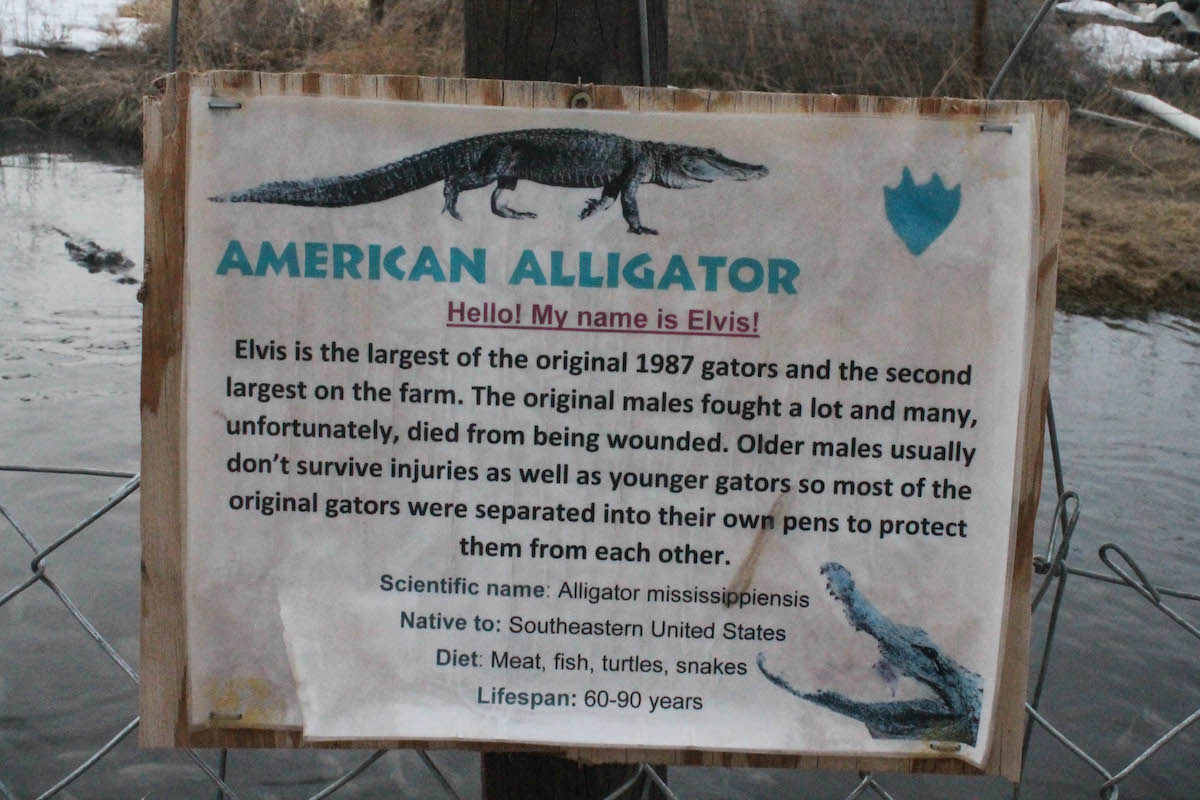 AMERICAN ALLIGATOR
Hello! My name is Elvis!
Elvis is the largest of the original 1987 gators and the second
largest on the farm. The original males fought a lot and many,
unfortunately, died from being wounded. Older males usually
don't survive injuries as well as younger gators so most of the
original gators were separated into their own pens to protect
them from each other.
Scientific name: Alligator mississippiensis
Native to: Southeastern United States
Diet: Meat, fish, turtles, snakes
Lifespan: 60-90 years